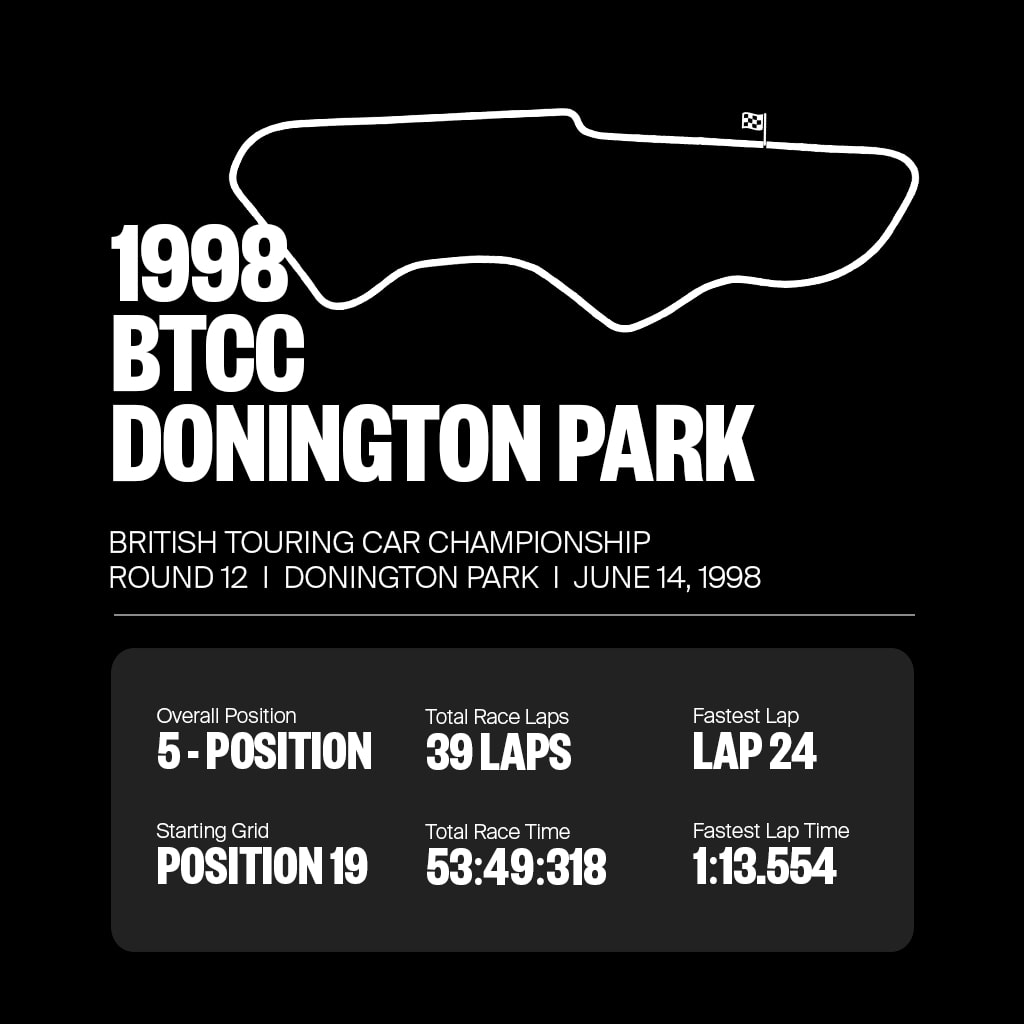 1998
BTCC
DONINGTON PARK
BRITISH TOURING CAR CHAMPIONSHIP
ROUND 12 | DONINGTON PARK | JUNE 14, 1998
Overall Position
5 - POSITION
Total Race Laps
39 LAPS
Fastest Lap
LAP 24
Starting Grid
POSITION 19
Total Race Time
53:49:318
Fastest Lap Time
1:13.554